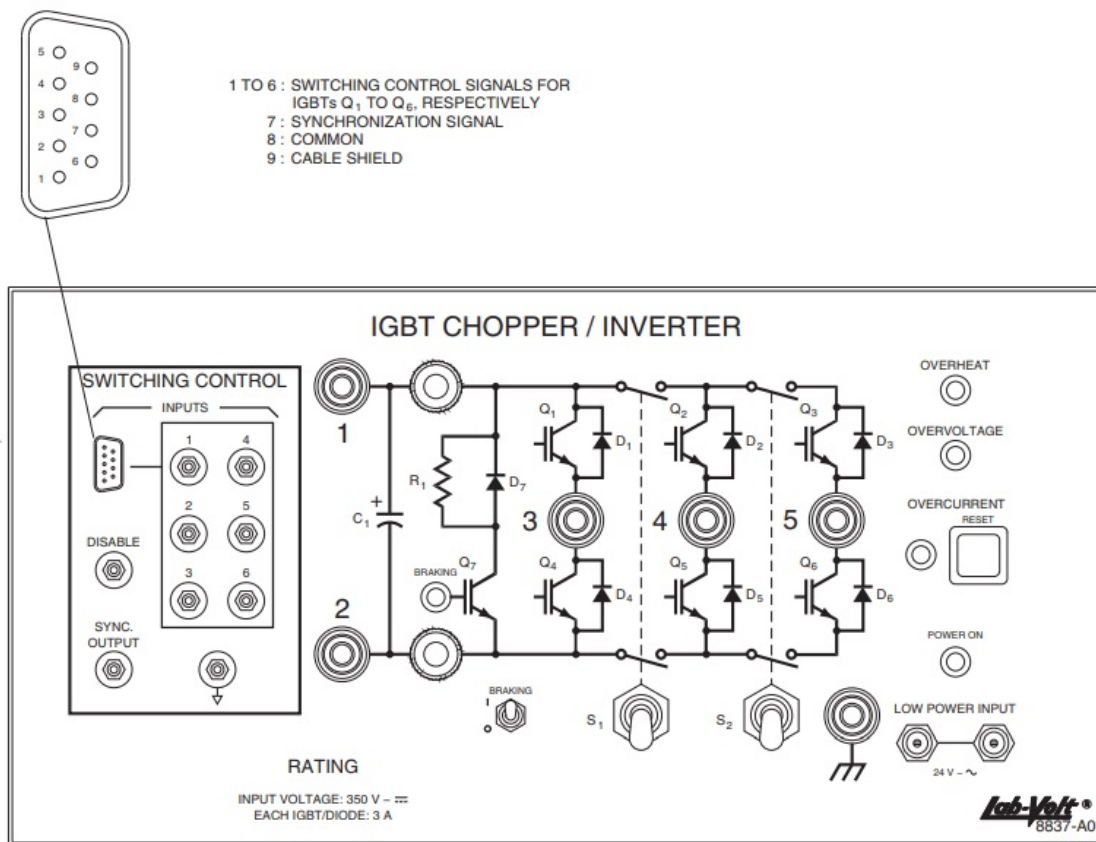 5
9
4
8
3
7
2
6
1
1 TO 6 : SWITCHING CONTROL SIGNALS FOR
IGBTs Q1 TO Q6, RESPECTIVELY
7 : SYNCHRONIZATION SIGNAL
8 : COMMON
9 : CABLE SHIELD
IGBT CHOPPER / INVERTER
SWITCHING CONTROL
INPUTS
1 4
2 5
3 6
DISABLE
SYNC.
OUTPUT
1
2
+
C1
R1
D7
Q7
BRAKING
Q1
D1
3
Q4
D4
Q2
D2
4
Q5
D5
Q3
D3
5
Q6
D6
BRAKING
I
O
S1
S2
OVERHEAT
OVERVOLTAGE
OVERCURRENT
RESET
POWER ON
LOW POWER INPUT
24 V - ~
RATING
INPUT VOLTAGE: 350 V – ⎓
EACH IGBT/DIODE: 3 A
Lab-Volt ®
8837-A0